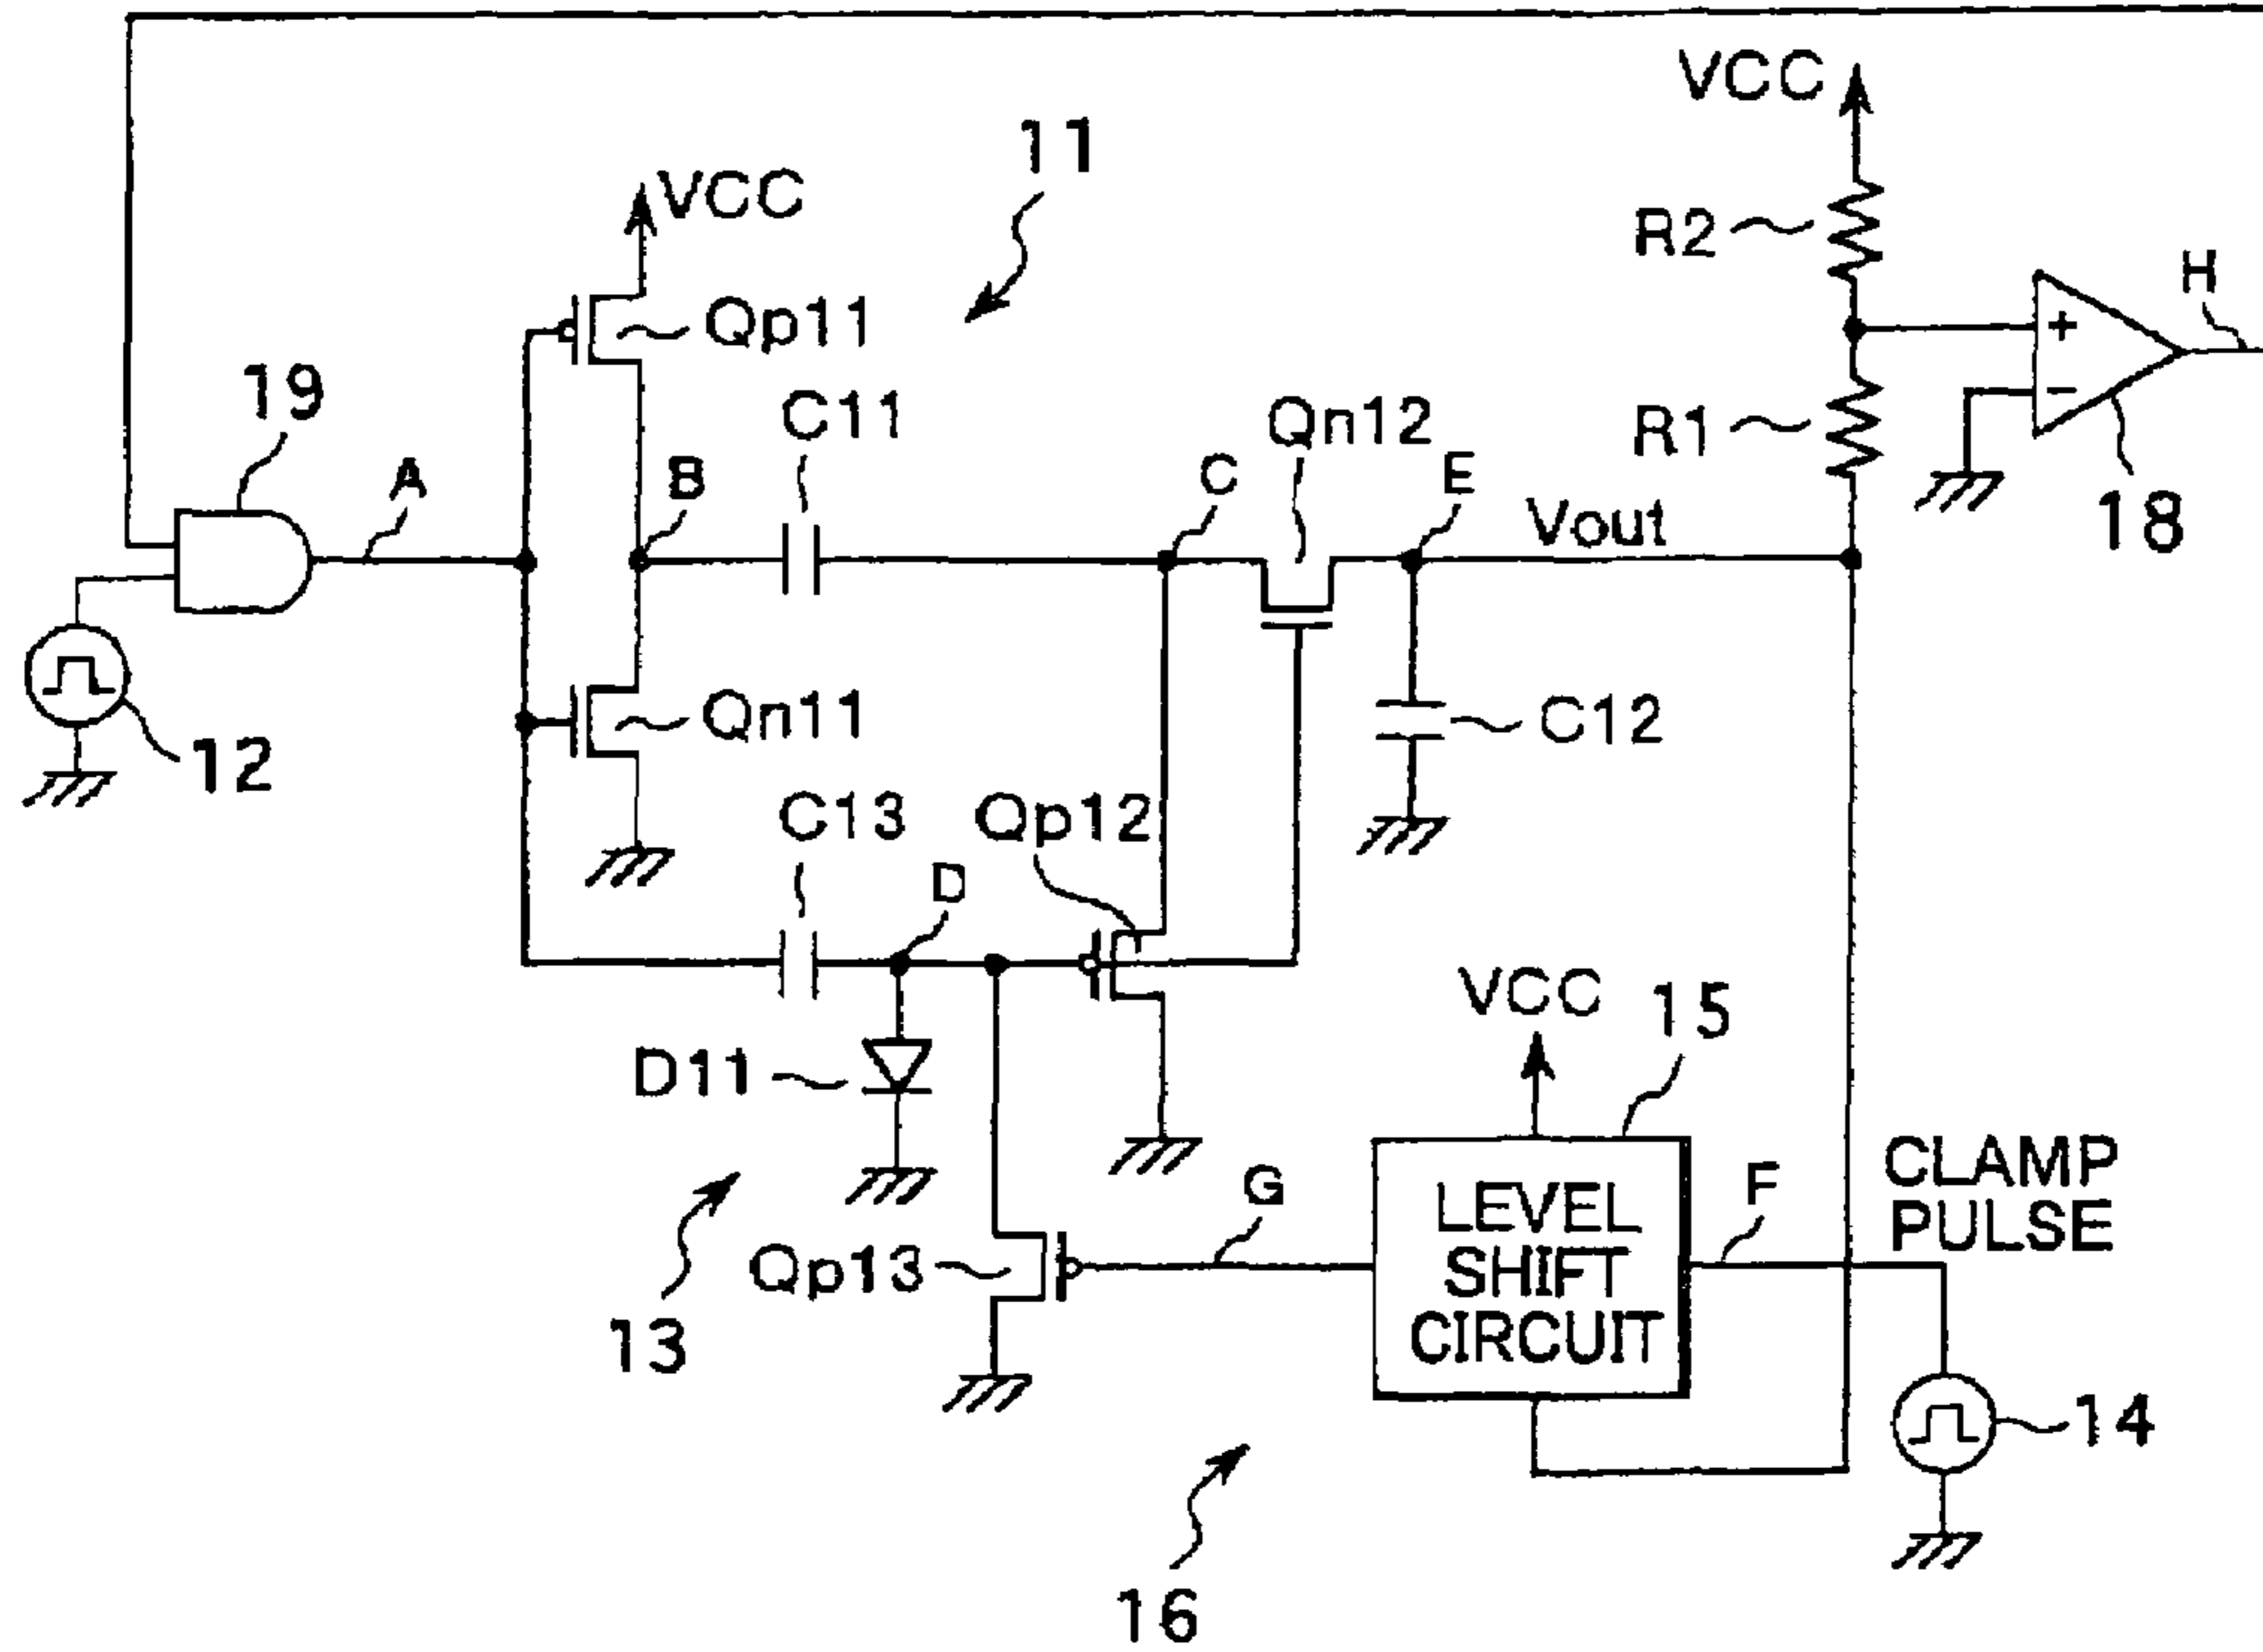 VCC
11
VCC
R2
H
Qp11
+
19
C11
Qn12
R1
−
A
B
C
E
Vout
18
Qn11
C12
12
C13
Qp12
D
VCC
15
D11
CLAMP
PULSE
G
LEVEL
SHIFT
CIRCUIT
F
Qp13
13
14
16